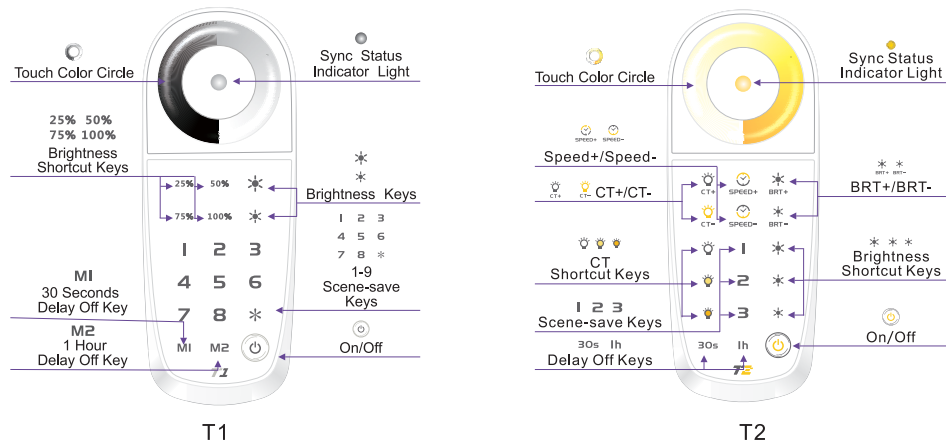 Touch Color Circle
Sync Status
Indicator Light
25% 50%
75% 100%
Brightness
Shortcut Keys
25% 50%
75% 100%
Brightness Keys
1 2 3
4 5 6
7 8 *
1-9
Scene-save
Keys
1 2 3
4 5 6
7 8 *
M1
30 Seconds
Delay Off Key
M2
1 Hour
Delay Off Key
M1 M2
T1
On/Off
T1
Touch Color Circle
Sync Status
Indicator Light
SPEED+ SPEED-
Speed+/Speed-
CT+ CT- CT+/CT-
CT+ SPEED+ BRT+
CT- SPEED- BRT-
BRT+ BRT-
BRT+/BRT-
CT
Shortcut Keys
Brightness
Shortcut Keys
1
2
3
1 2 3
Scene-save Keys
30s 1h
Delay Off Keys
30s 1h
T2
On/Off
T2